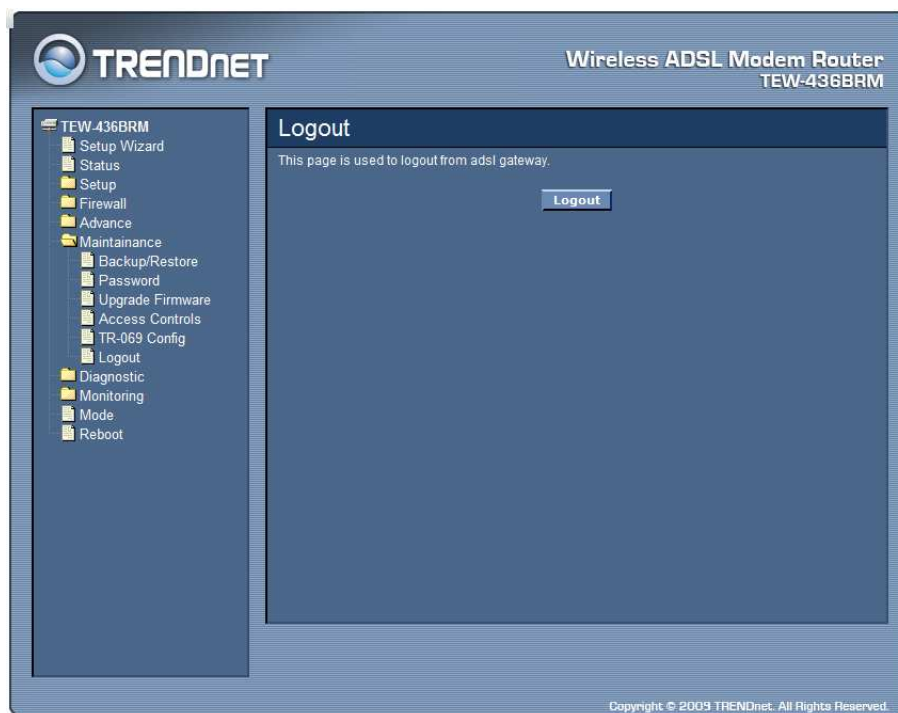 TRENDNET
Wireless ADSL Modem Router
TEW-436BRM
TEW-436BRM
Setup Wizard
Status
Setup
Firewall
Advance
Maintainance
Backup/Restore
Password
Upgrade Firmware
Access Controls
TR-069 Config
Logout
Diagnostic
Monitoring
Mode
Reboot
Logout
This page is used to logout from adsl gateway.
Logout
Copyright © 2009 TRENDnet. All Rights Reserved.